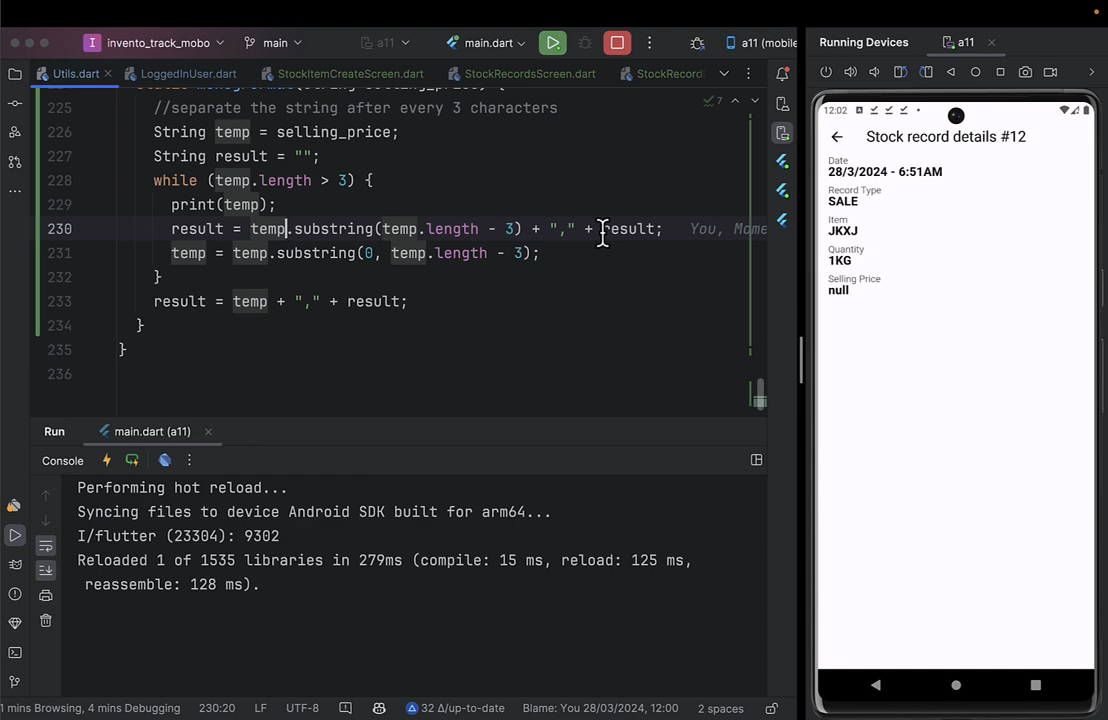 invento_track_mobo
main
a11
main.dart
a11 (mobile
Running Devices
a11
Utils.dart
LoggedInUser.dart
StockItemCreateScreen.dart
StockRecordsScreen.dart
StockRecord
7
225 //separate the string after every 3 characters
226 String temp = selling_price;
227 String result = "";
228 while (temp.length > 3) {
229 print(temp);
230 result = temp.substring(temp.length - 3) + "," + result; You, Mome
231 temp = temp.substring(0, temp.length - 3);
232 }
233 result = temp + "," + result;
234 }
235 }
236
Run
main.dart (a11)
Console
Performing hot reload...
Syncing files to device Android SDK built for arm64...
I/flutter (23304): 9302
Reloaded 1 of 1535 libraries in 279ms (compile: 15 ms, reload: 125 ms,
reassemble: 128 ms).
1 mins Browsing, 4 mins Debugging
230:20
LF
UTF-8
32 Δ/up-to-date
Blame: You 28/03/2024, 12:00
2 spaces
12:02
Stock record details #12
Date
28/3/2024 - 6:51AM
Record Type
SALE
Item
JKXJ
Quantity
1KG
Selling Price
null